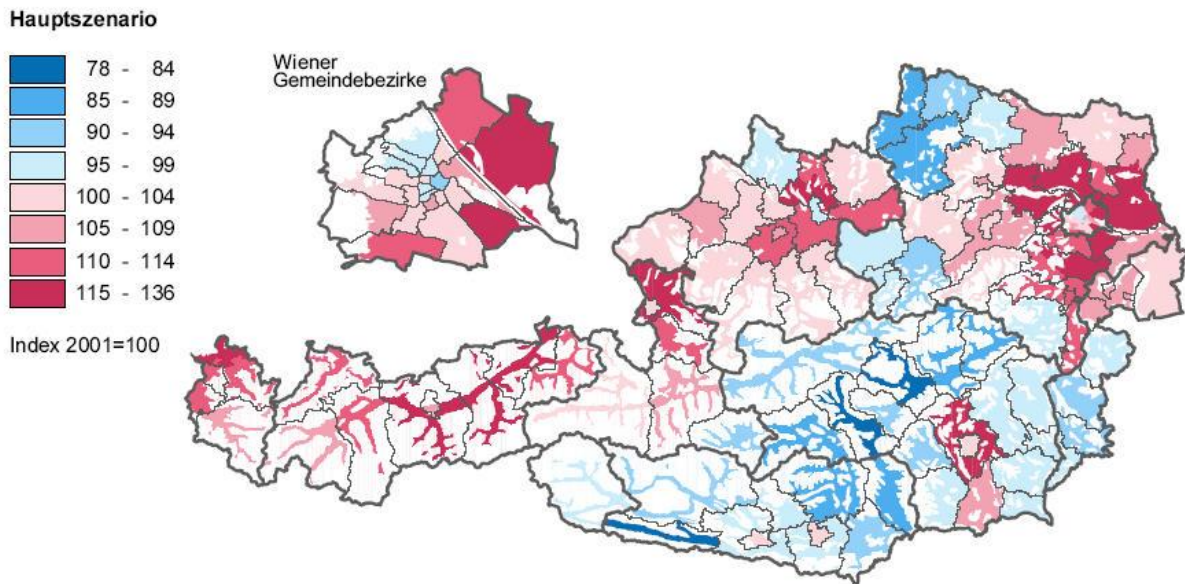 Hauptszenario
78 - 84
85 - 89
90 - 94
95 - 99
100 - 104
105 - 109
110 - 114
115 - 136
Index 2001=100
Wiener
Gemeindebezirke